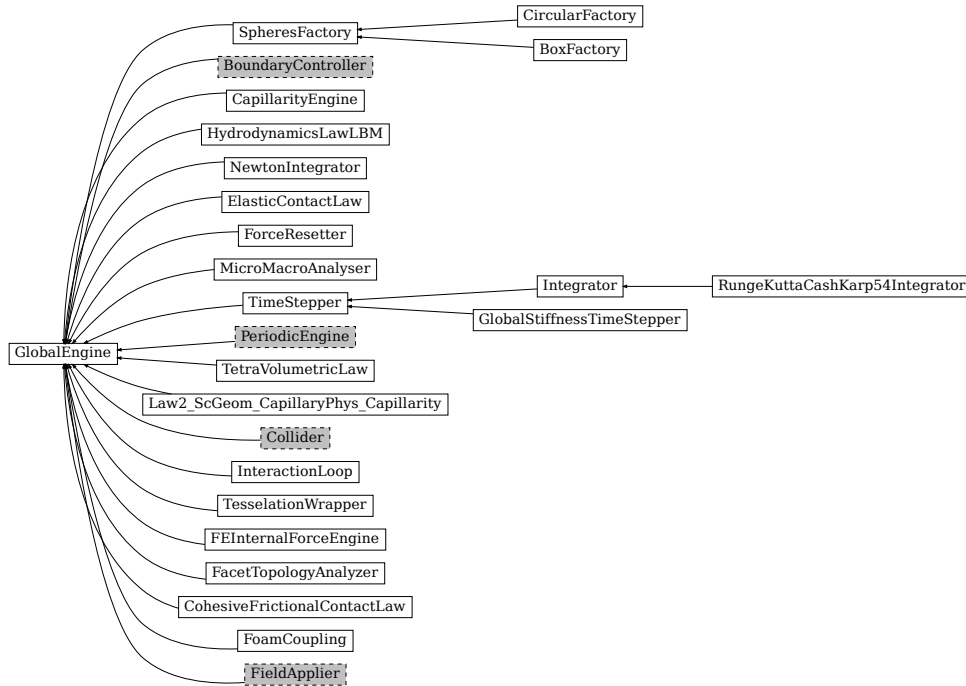 CircularFactory
SpheresFactory
BoxFactory
BoundaryController
CapillarityEngine
HydrodynamicsLawLBM
NewtonIntegrator
ElasticContactLaw
ForceResetter
MicroMacroAnalyser
Integrator
RungeKuttaCashKarp54Integrator
TimeStepper
GlobalStiffnessTimeStepper
PeriodicEngine
GlobalEngine
TetraVolumetricLaw
Law2_ScGeom_CapillaryPhys_Capillarity
Collider
InteractionLoop
TesselationWrapper
FEInternalForceEngine
FacetTopologyAnalyzer
CohesiveFrictionalContactLaw
FoamCoupling
FieldApplier